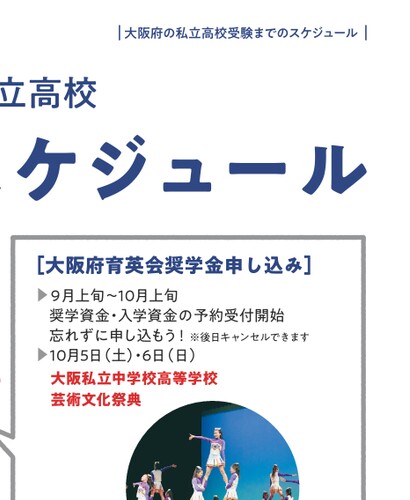 |大阪府の私立高校受験までのスケジュール|
立高校
ケジュール
[大阪府育英会奨学金申し込み]
▶9月上旬~10月上旬
奨学資金・入学資金の予約受付開始
忘れずに申し込もう! ※後日キャンセルできます
▶10月5日(土)・6日(日)
大阪私立中学校高等学校
芸術文化祭典